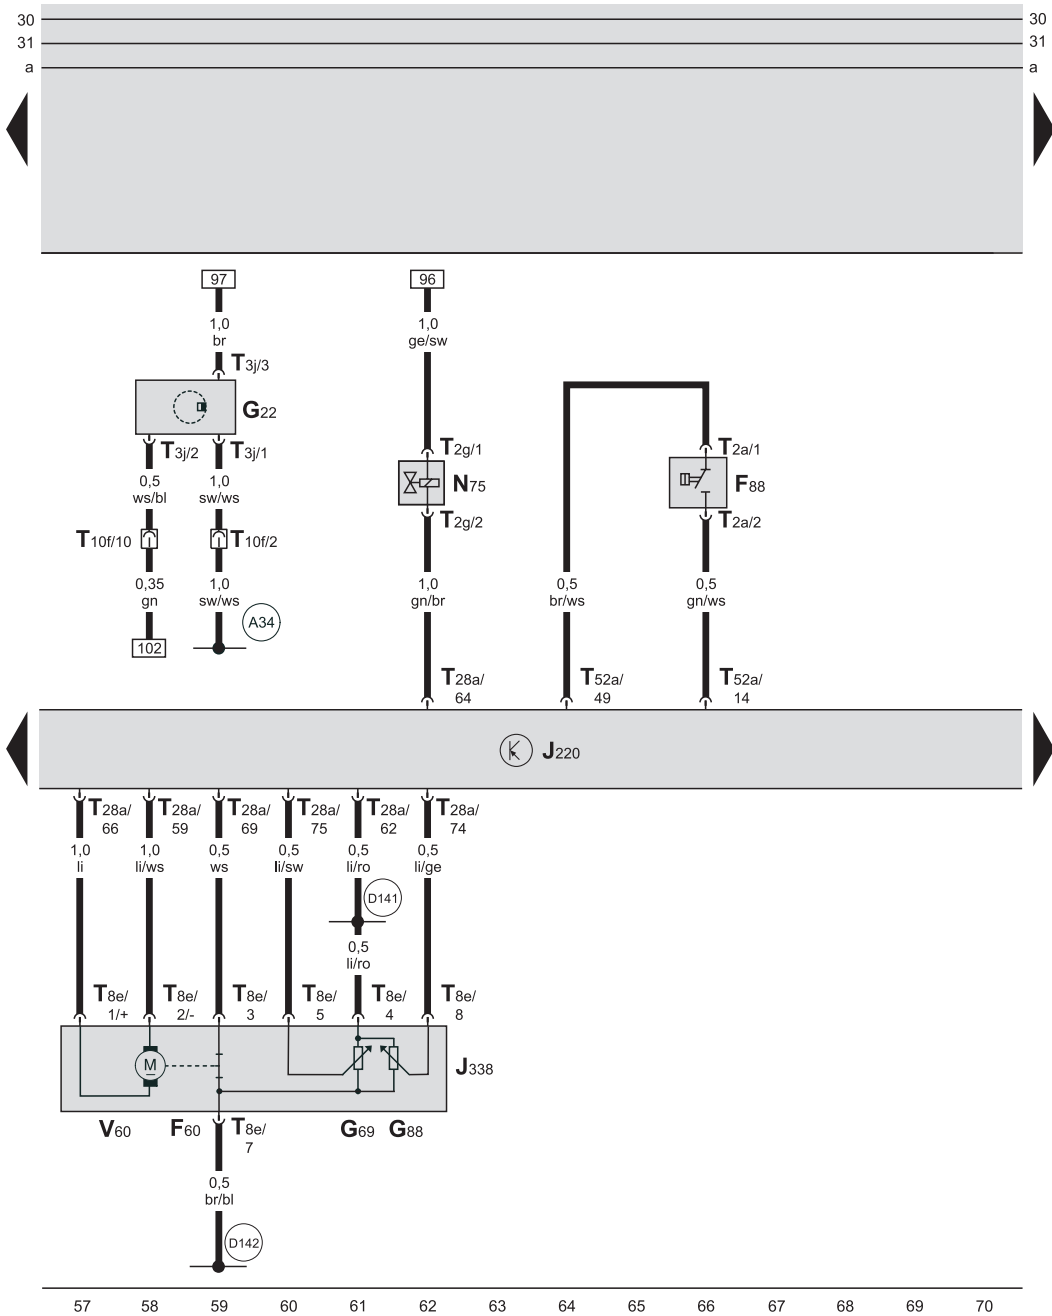 30 30
31 31
a a
97 96
1,0 1,0
br ge/sw
T3j/3
G22
T3j/2 T3j/1 T2g/1 T2a/1
0,5 1,0 N75 F88
ws/bl sw/ws
T2g/2 T2a/2
T10f/10 T10f/2
0,35 1,0 1,0 0,5 0,5
gn sw/ws gn/br br/ws gn/ws
A34
102
T28a/ T52a/ T52a/
64 49 14
J220
T28a/ T28a/ T28a/ T28a/ T28a/ T28a/
66 59 69 75 62 74
1,0 1,0 0,5 0,5 0,5 0,5
li li/ws ws li/sw li/ro li/ge
D141
0,5
li/ro
T8e/ T8e/ T8e/ T8e/ T8e/ T8e/
1/+ 2/- 3 5 4 8
M J338
V60 F60 T8e/ G69 G88
7
0,5
br/bl
D142
57 58 59 60 61 62 63 64 65 66 67 68 69 70